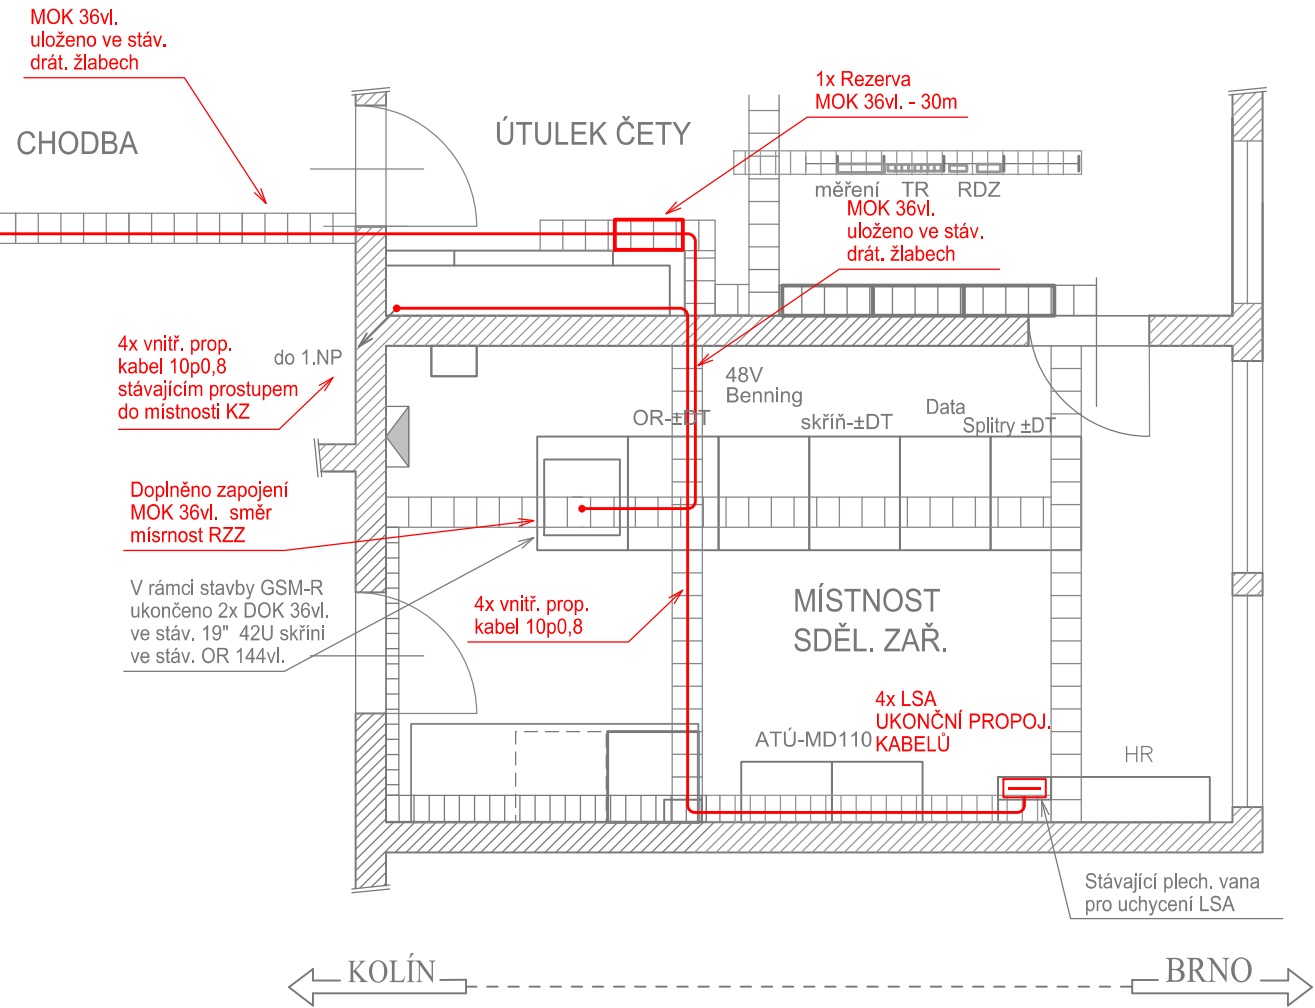 MOK 36vl.
uloženo ve stáv.
drát. žlabech
CHODBA
ÚTULEK ČETY
1x Rezerva
MOK 36vl. - 30m
měření
TR
RDZ
MOK 36vl.
uloženo ve stáv.
drát. žlabech
4x vnitř. prop.
kabel 10p0,8
stávajícím prostupem
do místnosti KZ
do 1.NP
48V
Benning
OR-±DT
skříň-±DT
Data
Splitry ±DT
Doplněno zapojení
MOK 36vl. směr
mísrnost RZZ
V rámci stavby GSM-R
ukončeno 2x DOK 36vl.
ve stáv. 19" 42U skříni
ve stáv. OR 144vl.
4x vnitř. prop.
kabel 10p0,8
MÍSTNOST
SDĚL. ZAŘ.
4x LSA
UKONČNÍ PROPOJ.
KABELŮ
ATÚ-MD110
HR
Stávající plech. vana
pro uchycení LSA
KOLÍN
BRNO